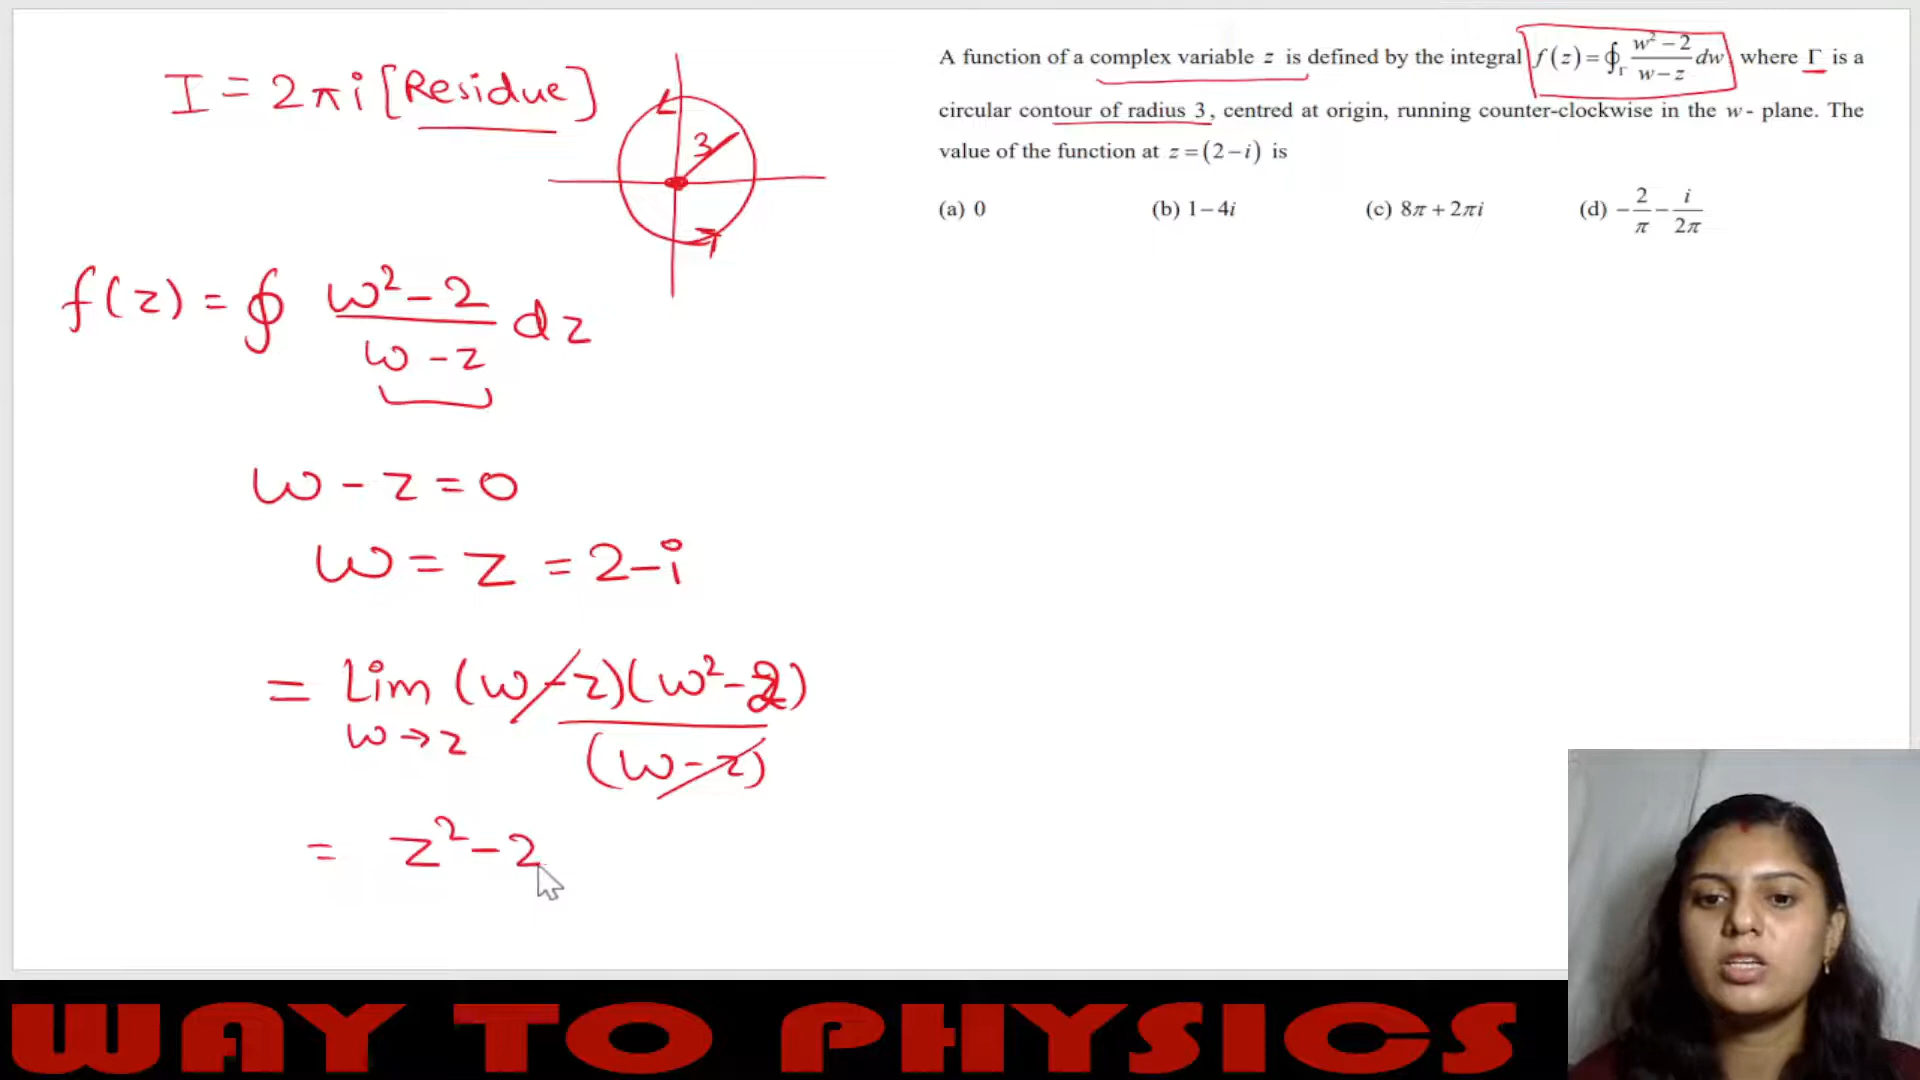 I = 2πi [Residue]
3
f(z) = ∮ w² − 2 / w − z dz
w − z = 0
w = z = 2 − i
= Lim w→z (w − z)(w² − 2) / (w − z)
= z² − 2
A function of a complex variable z is defined by the integral f(z) = ∮_Γ w² − 2 / w − z dw where Γ is a
circular contour of radius 3, centred at origin, running counter-clockwise in the w - plane. The
value of the function at z = (2 − i) is
(a) 0 (b) 1 − 4i (c) 8π + 2πi (d) − 2/π − i/2π
WAY TO PHYSICS